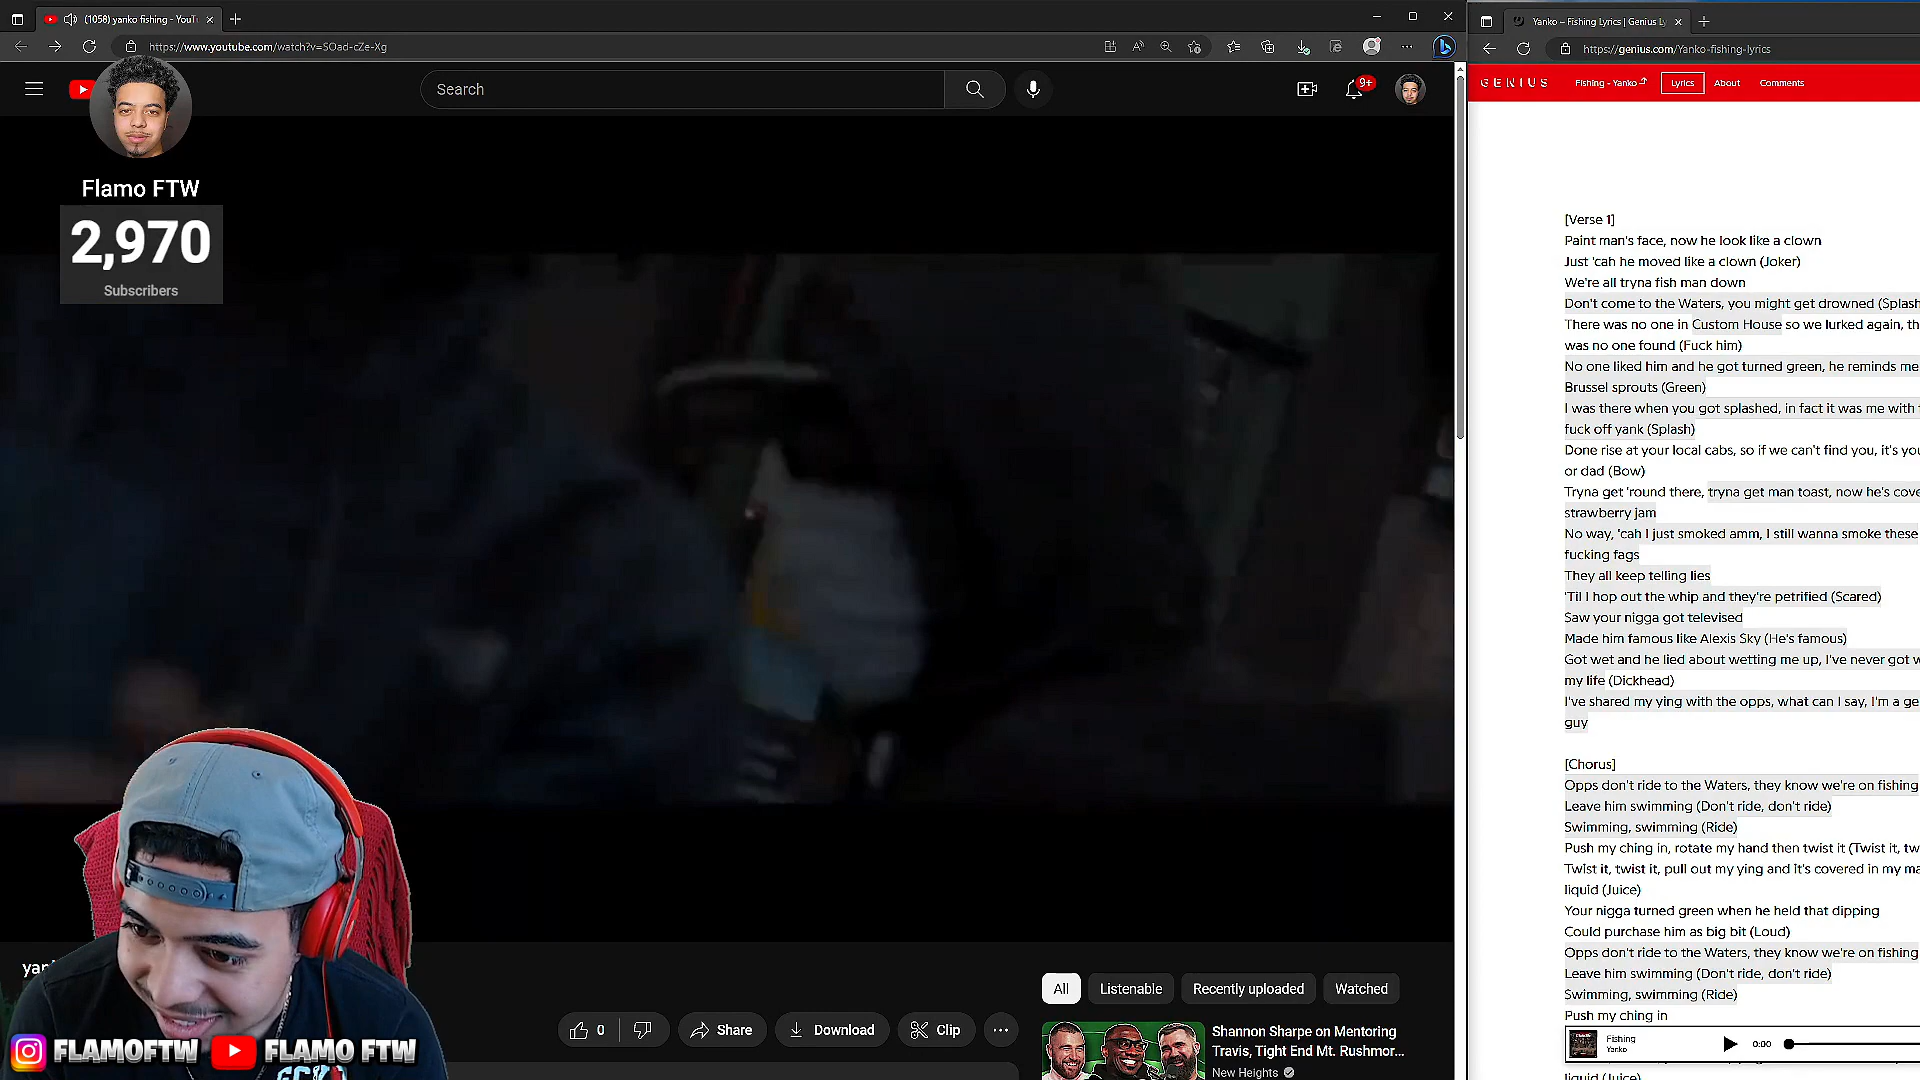 (1058) yanko fishing - YouT
https://www.youtube.com/watch?v=SOad-cZe-Xg
Search
9+
Flamo FTW
2,970
Subscribers
All
Listenable
Recently uploaded
Watched
0
Share
Download
Clip
Shannon Sharpe on Mentoring
Travis, Tight End Mt. Rushmor...
New Heights
FLAMOFTW
FLAMO FTW
Yanko – Fishing Lyrics | Genius Ly
https://genius.com/Yanko-fishing-lyrics
GENIUS
Fishing - Yanko
Lyrics
About
Comments
[Verse 1]
Paint man's face, now he look like a clown
Just 'cah he moved like a clown (Joker)
We're all tryna fish man down
Don't come to the Waters, you might get drowned (Splash
There was no one in Custom House so we lurked again, th
was no one found (Fuck him)
No one liked him and he got turned green, he reminds me
Brussel sprouts (Green)
I was there when you got splashed, in fact it was me with
fuck off yank (Splash)
Done rise at your local cabs, so if we can't find you, it's you
or dad (Bow)
Tryna get 'round there, tryna get man toast, now he's cove
strawberry jam
No way, 'cah I just smoked amm, I still wanna smoke these
fucking fags
They all keep telling lies
'Til I hop out the whip and they're petrified (Scared)
Saw your nigga got televised
Made him famous like Alexis Sky (He's famous)
Got wet and he lied about wetting me up, I've never got w
my life (Dickhead)
I've shared my ying with the opps, what can I say, I'm a ge
guy
[Chorus]
Opps don't ride to the Waters, they know we're on fishing
Leave him swimming (Don't ride, don't ride)
Swimming, swimming (Ride)
Push my ching in, rotate my hand then twist it (Twist it, tw
Twist it, twist it, pull out my ying and it's covered in my ma
liquid (Juice)
Your nigga turned green when he held that dipping
Could purchase him as big bit (Loud)
Opps don't ride to the Waters, they know we're on fishing
Leave him swimming (Don't ride, don't ride)
Swimming, swimming (Ride)
Push my ching in
Fishing
Yanko
0:00
liquid (Juice)